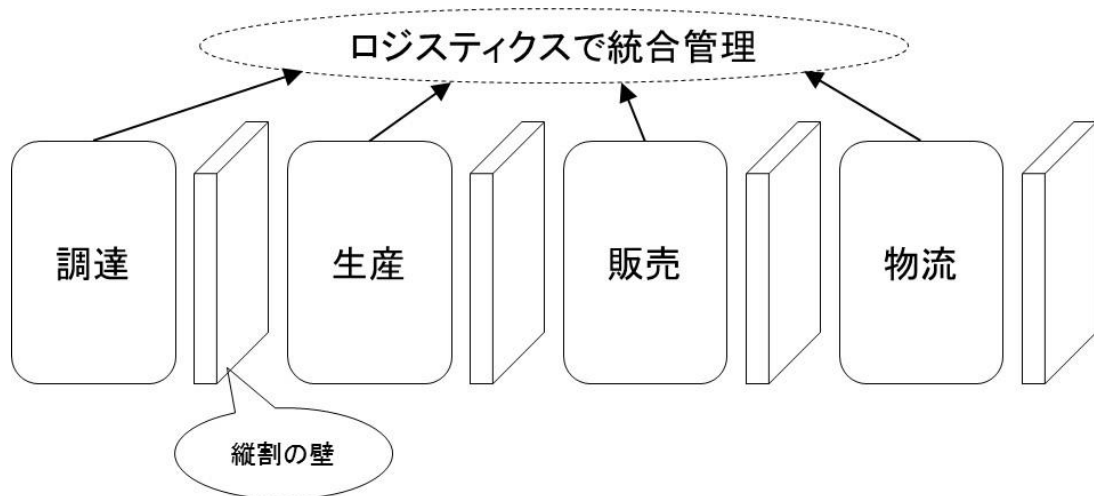 ロジスティクスで統合管理
調達
生産
販売
物流
縦割の壁